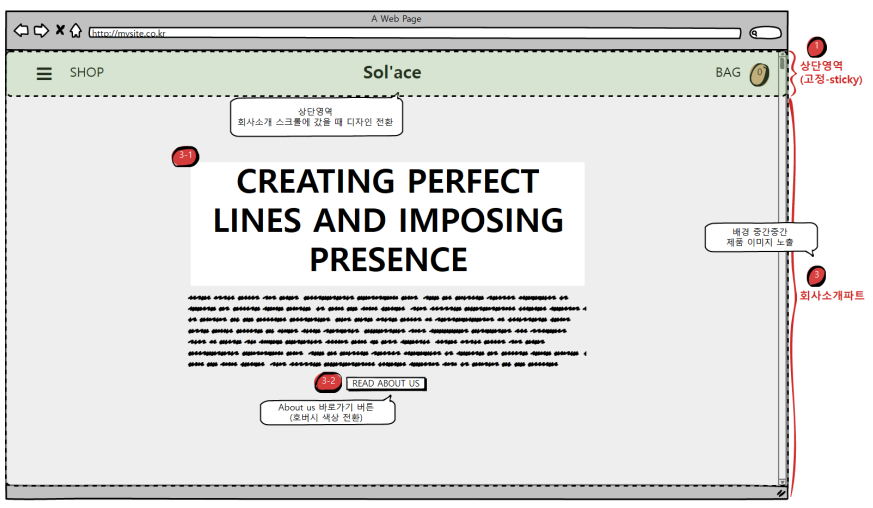 A Web Page
http://mysite.co.kr
1
상단영역
(고정-sticky)
SHOP
Sol'ace
BAG
0
상단영역
회사소개 스크롤에 갔을 때 디자인 전환
3-1
CREATING PERFECT
LINES AND IMPOSING
PRESENCE
배경 중간중간
제품 이미지 노출
3
회사소개파트
3-2
READ ABOUT US
About us 바로가기 버튼
(호버시 색상 전환)